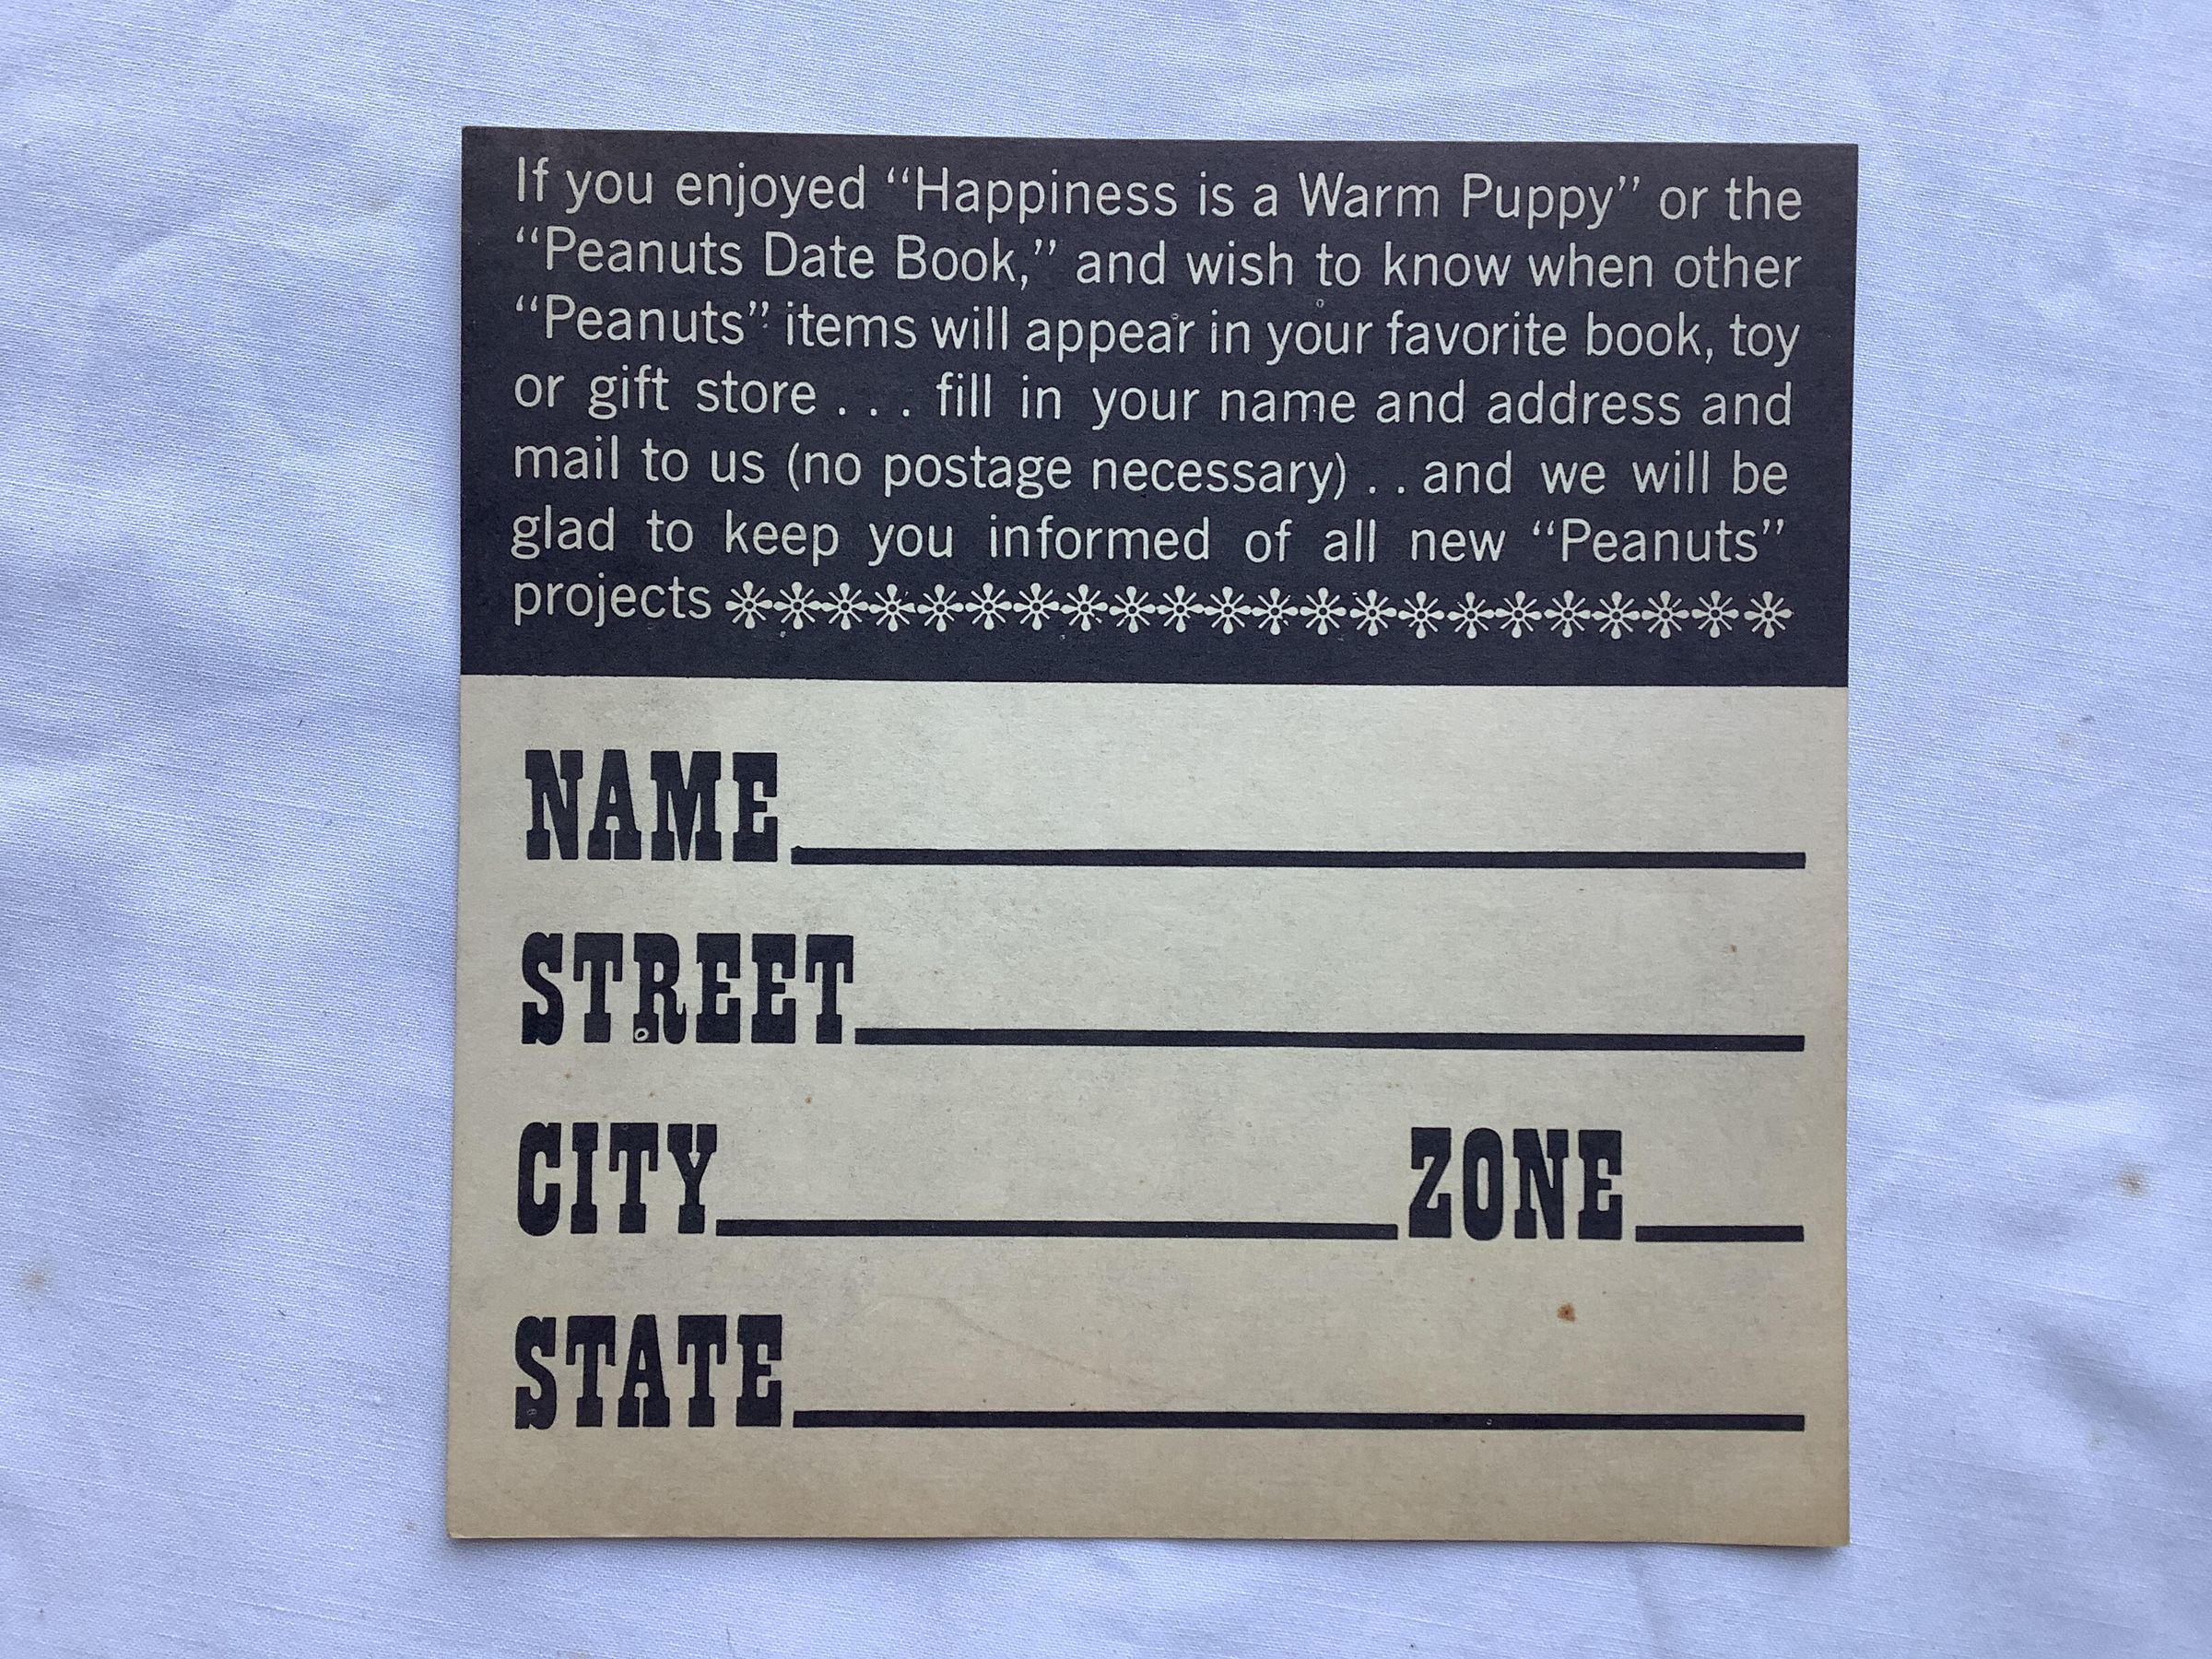 If you enjoyed “Happiness is a Warm Puppy” or the
“Peanuts Date Book,” and wish to know when other
“Peanuts” items will appear in your favorite book, toy
or gift store . . . fill in your name and address and
mail to us (no postage necessary) . . and we will be
glad to keep you informed of all new “Peanuts”
projects
NAME
STREET
CITY ZONE
STATE